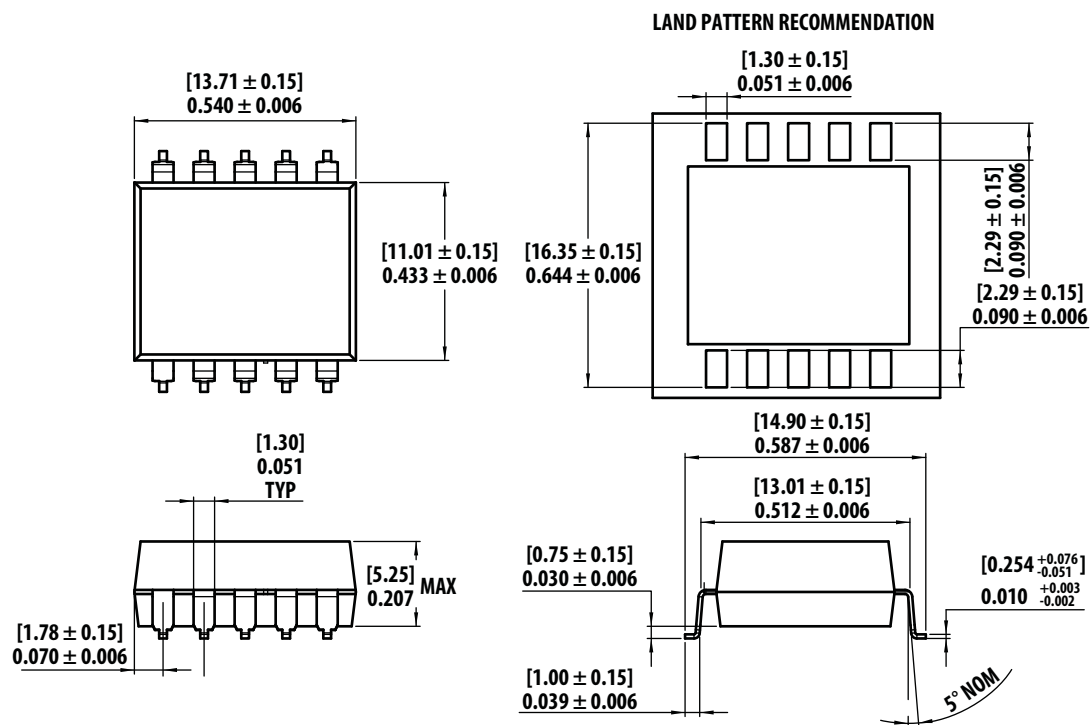 LAND PATTERN RECOMMENDATION
[13.71 ± 0.15]
0.540 ± 0.006
[1.30 ± 0.15]
0.051 ± 0.006
[11.01 ± 0.15]
0.433 ± 0.006
[16.35 ± 0.15]
0.644 ± 0.006
[2.29 ± 0.15]
0.090 ± 0.006
[2.29 ± 0.15]
0.090 ± 0.006
[1.30]
0.051
TYP
[5.25]
0.207
MAX
[1.78 ± 0.15]
0.070 ± 0.006
[14.90 ± 0.15]
0.587 ± 0.006
[13.01 ± 0.15]
0.512 ± 0.006
[0.75 ± 0.15]
0.030 ± 0.006
[0.254 +0.076 -0.051]
0.010 +0.003 -0.002
[1.00 ± 0.15]
0.039 ± 0.006
5° NOM